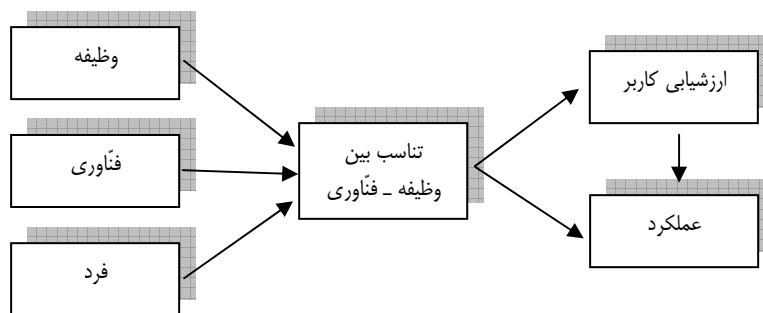 وظیفه
فنّاوری
فرد
تناسب بین
وظیفه ـ فنّاوری
ارزشیابی کاربر
عملکرد